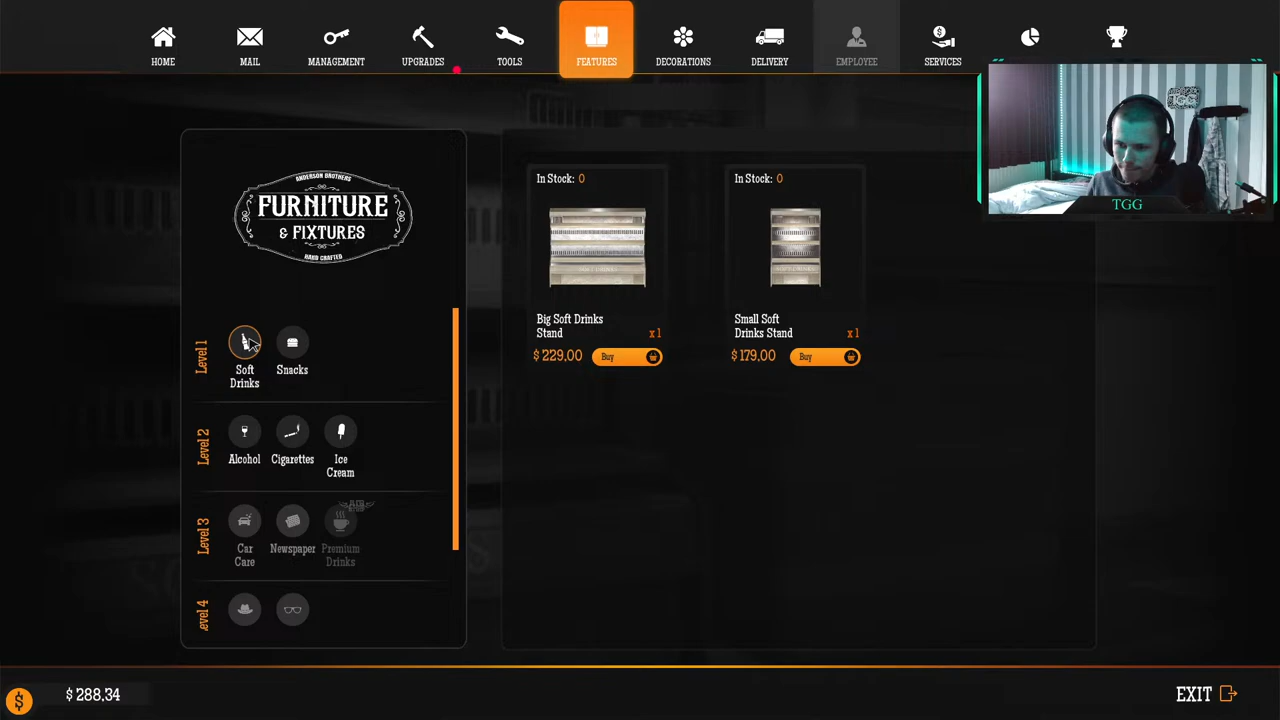 HOME
MAIL
MANAGEMENT
UPGRADES
TOOLS
FEATURES
DECORATIONS
DELIVERY
EMPLOYEE
SERVICES
TGG
TGG
ANDERSON BROTHERS
FURNITURE
& FIXTURES
HAND CRAFTED
In Stock: 0
In Stock: 0
Big Soft Drinks
Stand
x 1
$ 229,00
Buy
Small Soft
Drinks Stand
x 1
$ 179,00
Buy
Level 1
Soft
Drinks
Snacks
Level 2
Alcohol
Cigarettes
Ice
Cream
Level 3
Car
Care
Newspaper
Premium
Drinks
evel 4
$ 288,34
EXIT